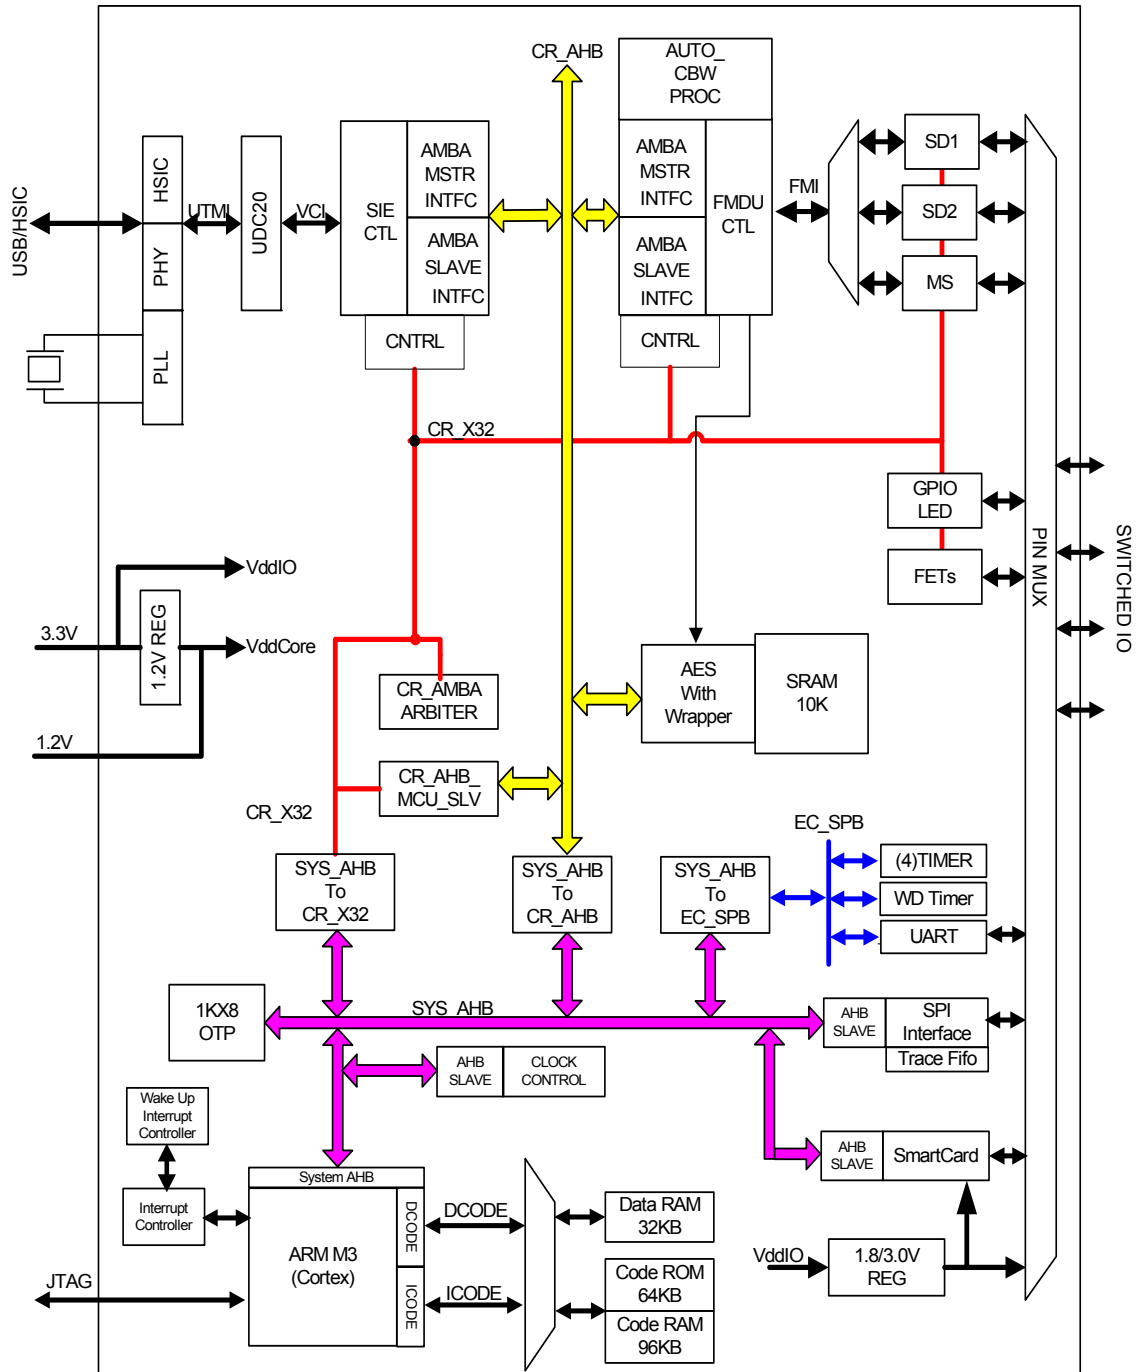 CR_AHB
AUTO_
CBW
PROC
USB/HSIC
HSIC
PHY
PLL
UTMI
UDC20
VCI
SIE
CTL
AMBA
MSTR
INTFC
AMBA
SLAVE
INTFC
CNTRL
AMBA
MSTR
INTFC
AMBA
SLAVE
INTFC
FMDU
CTL
CNTRL
FMI
SD1
SD2
MS
CR_X32
GPIO
LED
FETs
PIN MUX
SWITCHED IO
VddIO
3.3V
1.2V REG
VddCore
1.2V
CR_AMBA
ARBITER
AES
With
Wrapper
SRAM
10K
CR_AHB_
MCU_SLV
CR_X32
SYS_AHB
To
CR_X32
SYS_AHB
To
CR_AHB
SYS_AHB
To
EC_SPB
EC_SPB
(4)TIMER
WD Timer
UART
1KX8
OTP
SYS_AHB
AHB
SLAVE
SPI
Interface
Trace Fifo
AHB
SLAVE
CLOCK
CONTROL
Wake Up
Interrupt
Controller
Interrupt
Controller
AHB
SLAVE
SmartCard
System AHB
ARM M3
(Cortex)
DCODE
ICODE
DCODE
ICODE
JTAG
Data RAM
32KB
Code ROM
64KB
Code RAM
96KB
VddIO
1.8/3.0V
REG